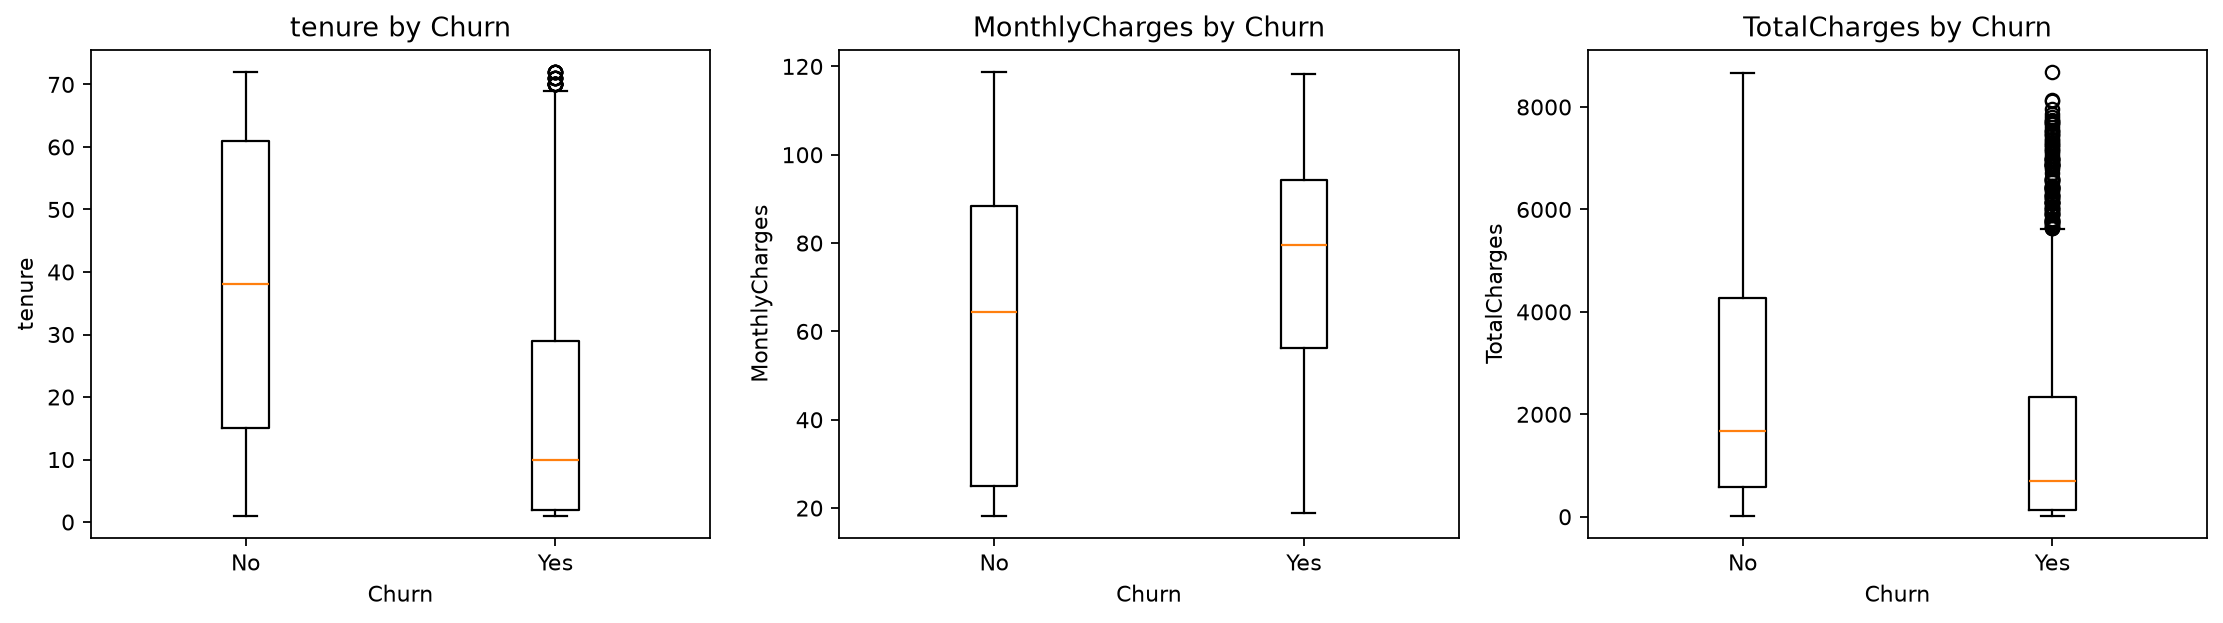 tenure by Churn
tenure
70
60
50
40
30
20
10
0
No
Yes
Churn
MonthlyCharges by Churn
MonthlyCharges
120
100
80
60
40
20
No
Yes
Churn
TotalCharges by Churn
TotalCharges
8000
6000
4000
2000
0
No
Yes
Churn